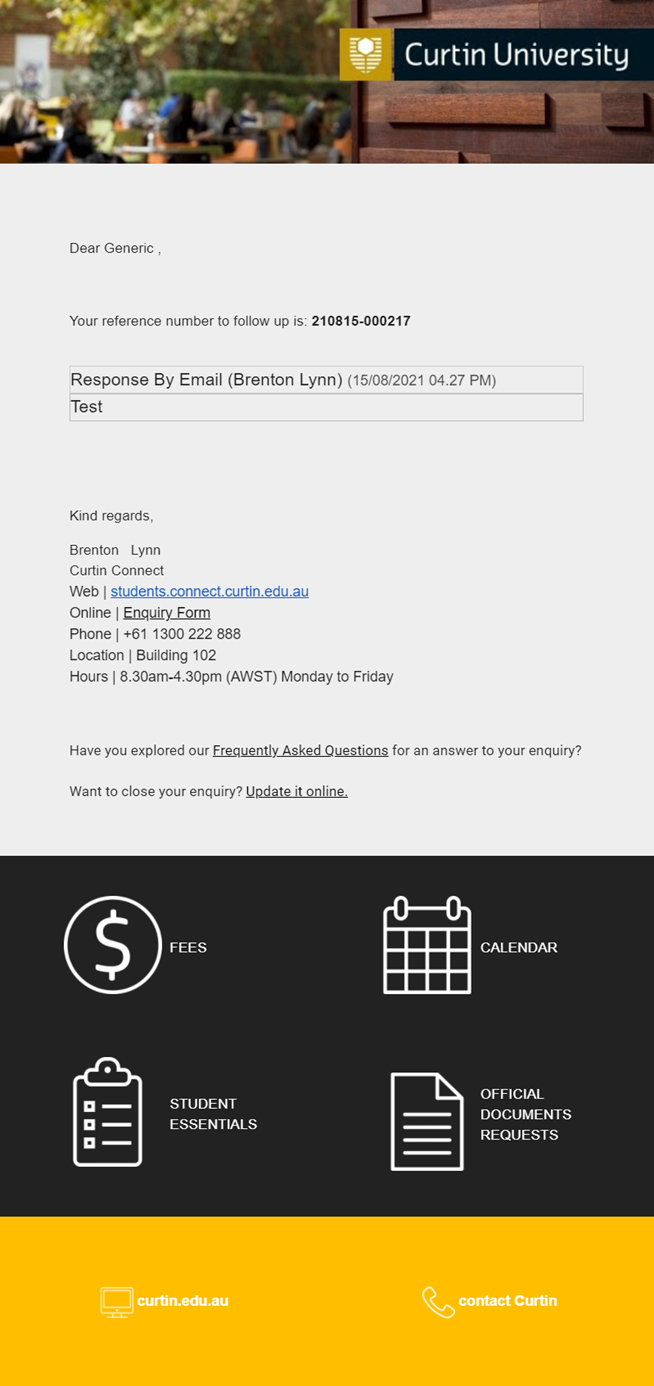 Curtin University
Dear Generic ,
Your reference number to follow up is: 210815-000217
Response By Email (Brenton Lynn) (15/08/2021 04.27 PM)
Test
Kind regards,
Brenton   Lynn
Curtin Connect
Web | students.connect.curtin.edu.au
Online | Enquiry Form
Phone | +61 1300 222 888
Location | Building 102
Hours | 8.30am-4.30pm (AWST) Monday to Friday
Have you explored our Frequently Asked Questions for an answer to your enquiry?
Want to close your enquiry? Update it online.
$ FEES
CALENDAR
STUDENT
ESSENTIALS
OFFICIAL
DOCUMENTS
REQUESTS
curtin.edu.au
contact Curtin